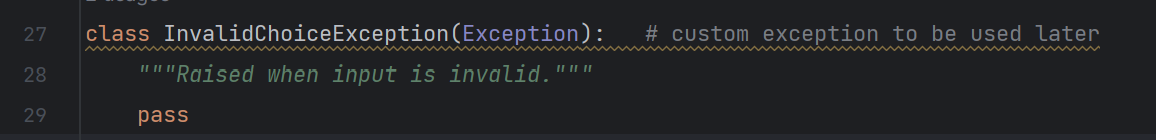 27 class InvalidChoiceException(Exception):   # custom exception to be used later
28     """Raised when input is invalid."""
29     pass